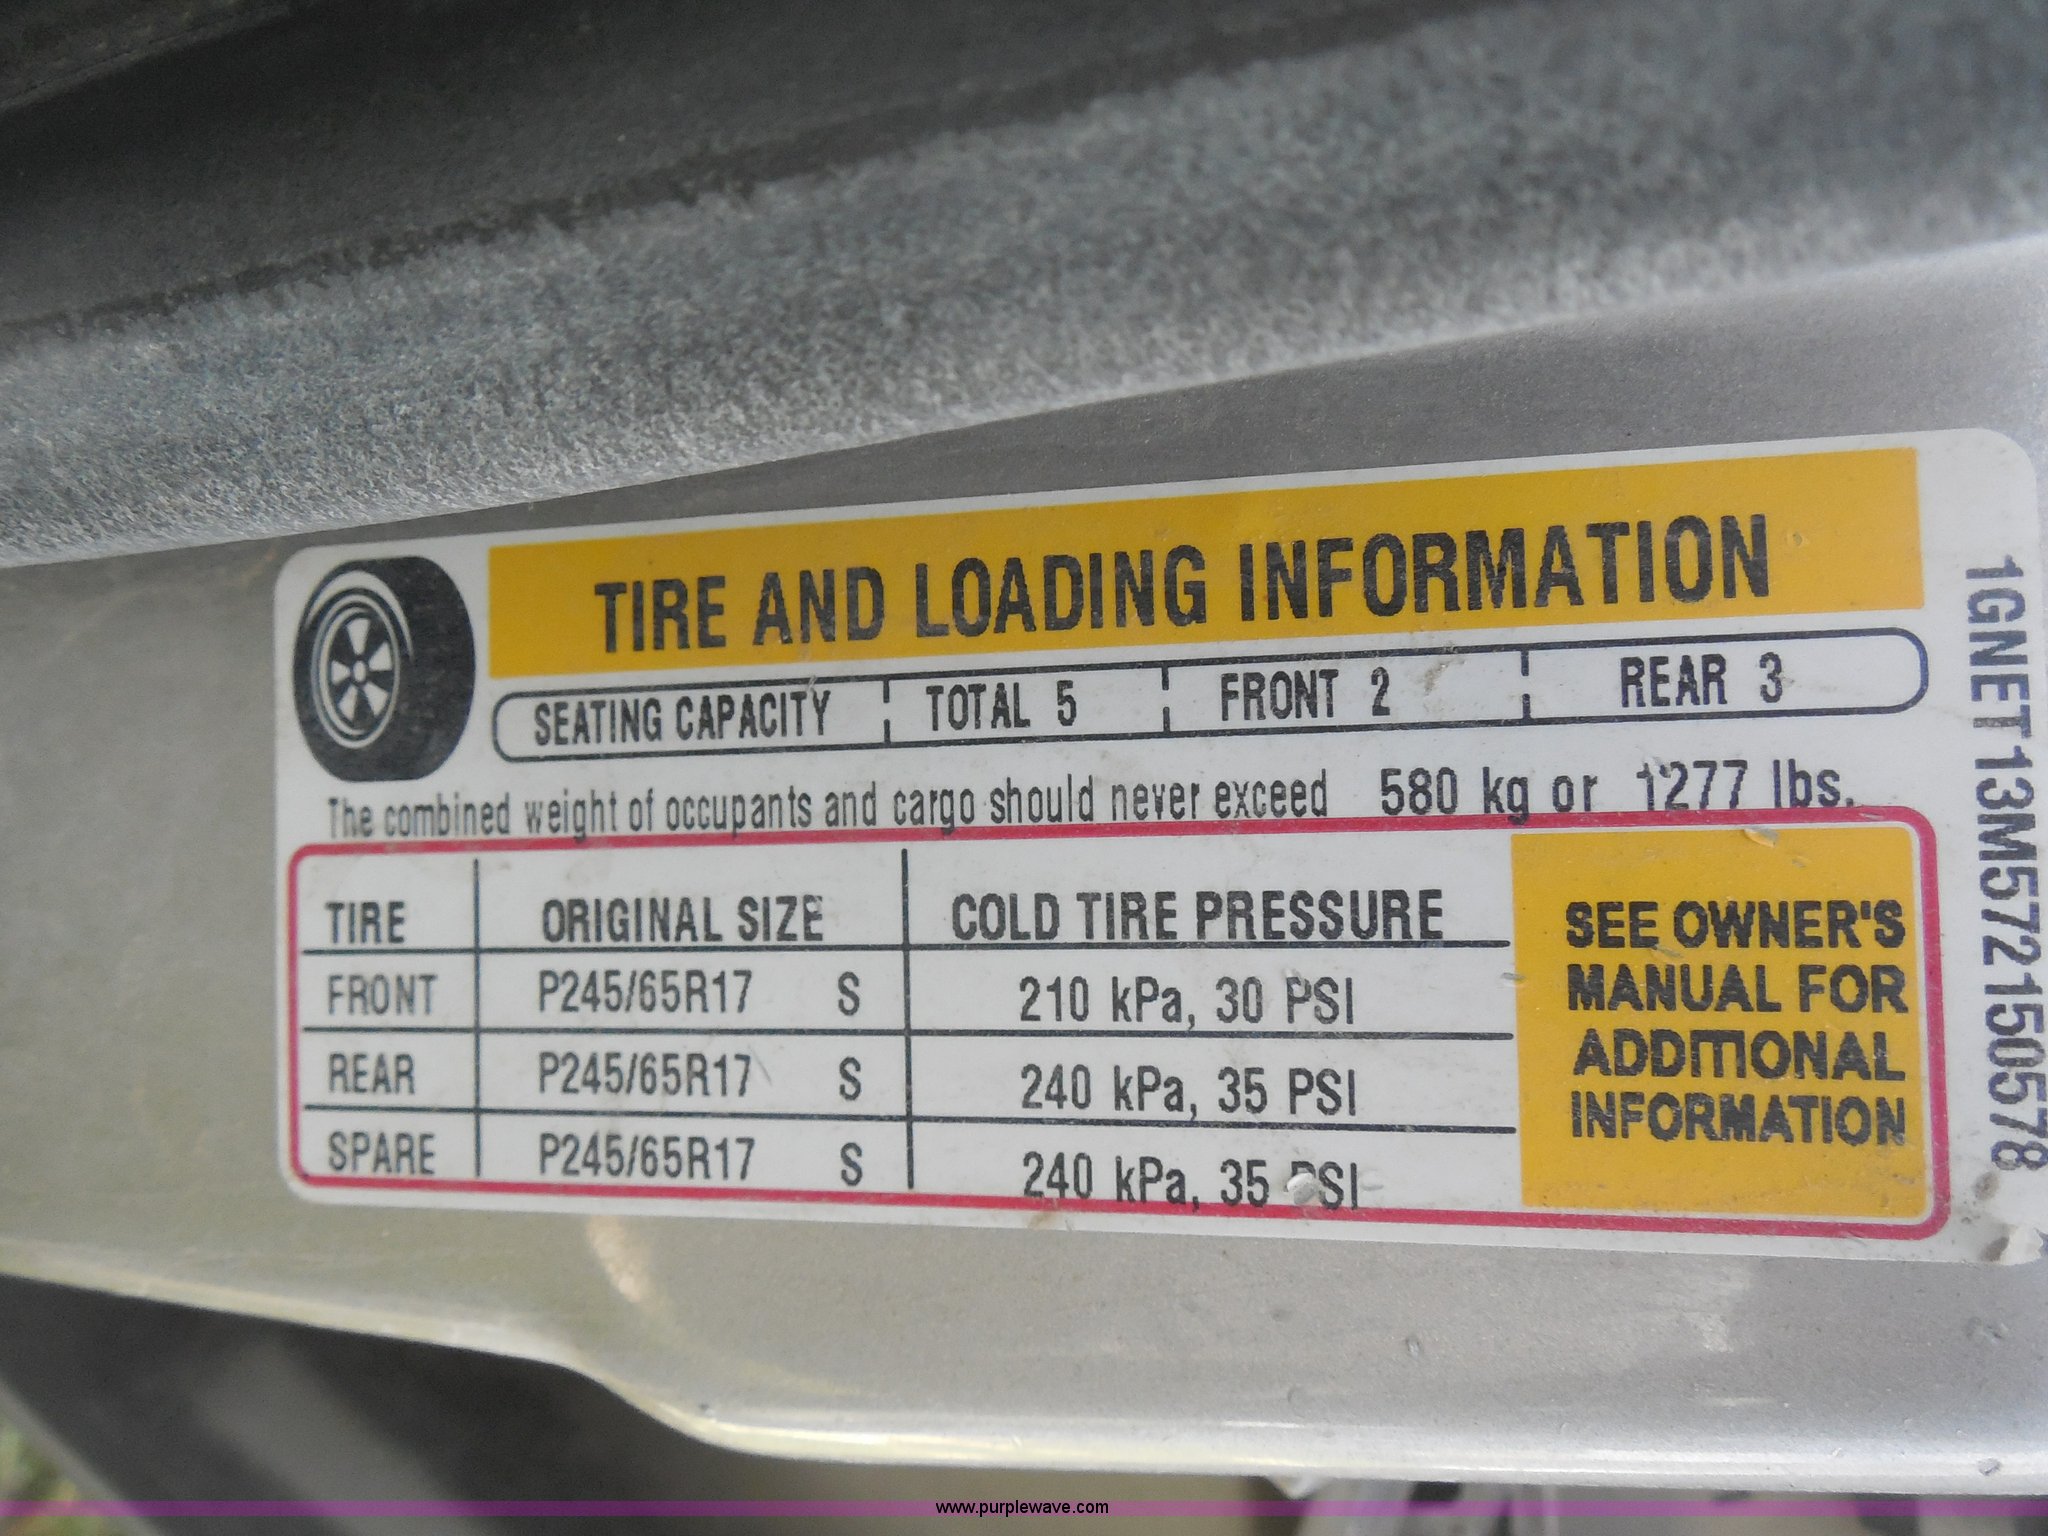 TIRE AND LOADING INFORMATION
SEATING CAPACITY TOTAL 5 FRONT 2 REAR 3
The combined weight of occupants and cargo should never exceed 580 kg or 1277 lbs.
TIRE ORIGINAL SIZE COLD TIRE PRESSURE
FRONT P245/65R17 S 210 kPa, 30 PSI
REAR P245/65R17 S 240 kPa, 35 PSI
SPARE P245/65R17 S 240 kPa, 35 PSI
SEE OWNER'S
MANUAL FOR
ADDITIONAL
INFORMATION
1GNET13M572150578
www.purplewave.com